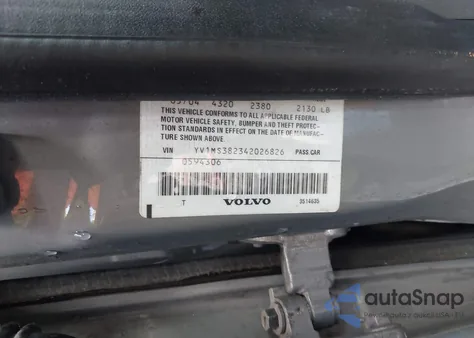 05/04 4320 2380 2130 LB
THIS VEHICLE CONFORMS TO ALL APPLICABLE FEDERAL
MOTOR VEHICLE SAFETY, BUMPER AND THEFT PROTEC-
TION STANDARDS IN EFFECT ON THE DATE OF MANUFAC-
TURE SHOWN ABOVE.
VIN YV1MS382342026826 PASS.CAR
0594306
T VOLVO 3514635
autoSnap